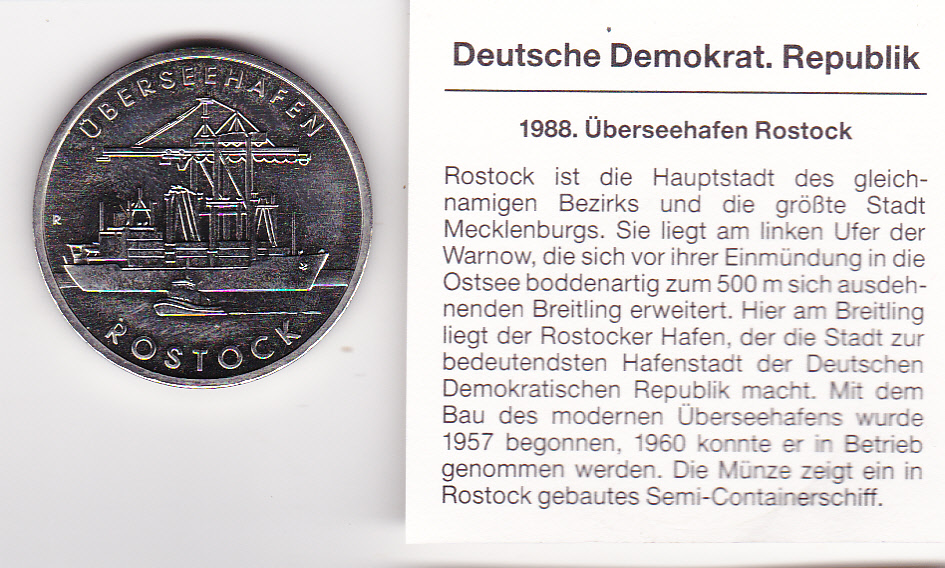 ÜBERSEEHAFEN
R
ROSTOCK
Deutsche Demokrat. Republik
1988. Überseehafen Rostock
Rostock ist die Hauptstadt des gleich-
namigen Bezirks und die größte Stadt
Mecklenburgs. Sie liegt am linken Ufer der
Warnow, die sich vor ihrer Einmündung in die
Ostsee boddenartig zum 500 m sich ausdeh-
nenden Breitling erweitert. Hier am Breitling
liegt der Rostocker Hafen, der die Stadt zur
bedeutendsten Hafenstadt der Deutschen
Demokratischen Republik macht. Mit dem
Bau des modernen Überseehafens wurde
1957 begonnen, 1960 konnte er in Betrieb
genommen werden. Die Münze zeigt ein in
Rostock gebautes Semi-Containerschiff.